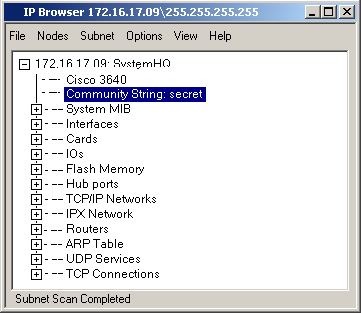 IP Browser 172.16.17.09\255.255.255.255
File Nodes Subnet Options View Help
172.16.17.09: SystemHQ
Cisco 3640
Community String: secret
System MIB
Interfaces
Cards
IOs
Flash Memory
Hub ports
TCP/IP Networks
IPX Network
Routers
ARP Table
UDP Services
TCP Connections
Subnet Scan Completed